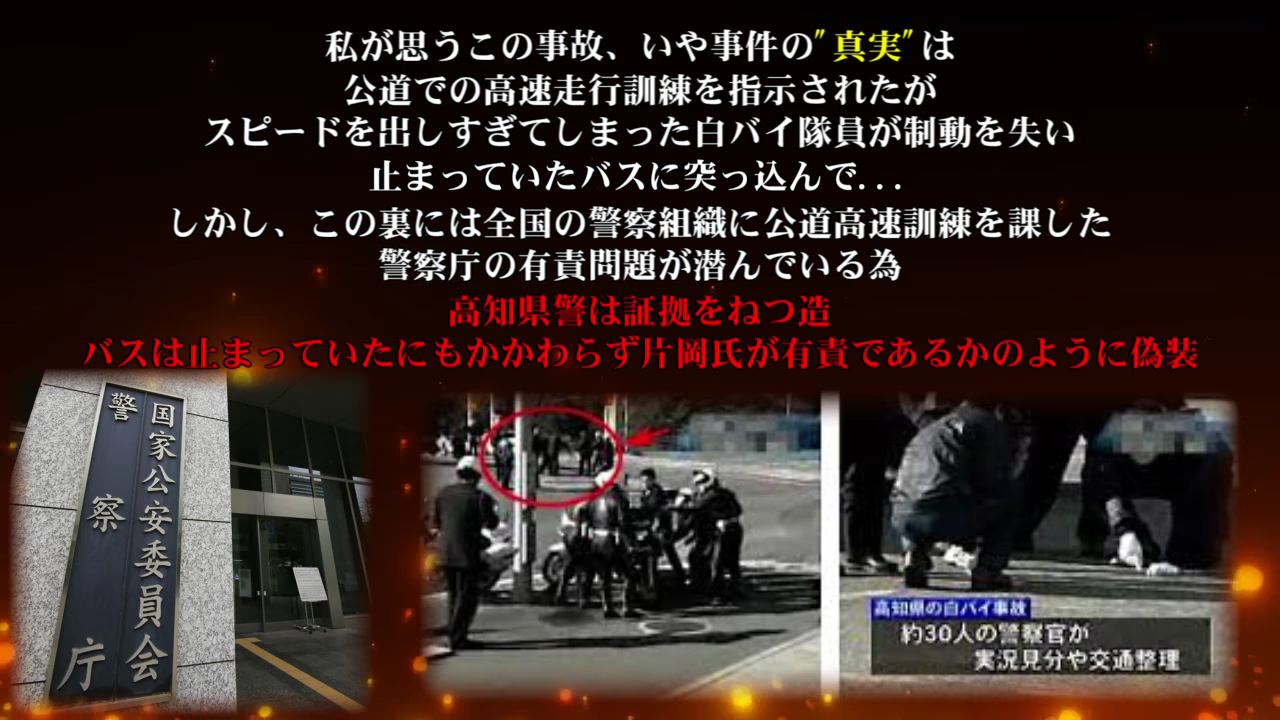 私が思うこの事故、いや事件の"真実"は
公道での高速走行訓練を指示されたが
スピードを出しすぎてしまった白バイ隊員が制動を失い
止まっていたバスに突っ込んで...
しかし、この裏には全国の警察組織に公道高速訓練を課した
警察庁の有責問題が潜んでいる為
高知県警は証拠をねつ造
バスは止まっていたにもかかわらず片岡氏が有責であるかのように偽装
国家公安委員会
警察庁
高知県の白バイ事故
約30人の警察官が
実況見分や交通整理